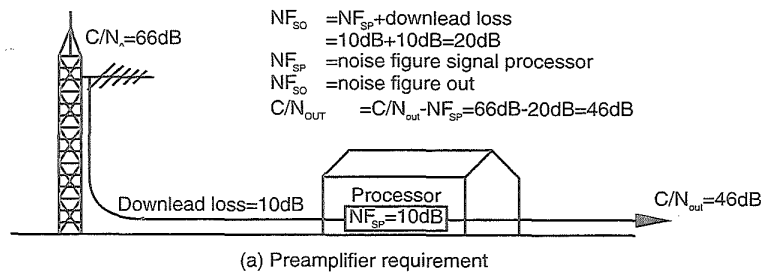 C/N_A=66dB
NF_SO =NF_SP+downlead loss
=10dB+10dB=20dB
NF_SP =noise figure signal processor
NF_SO =noise figure out
C/N_OUT =C/N_out-NF_SP=66dB-20dB=46dB
Downlead loss=10dB
Processor
NF_SP=10dB
C/N_out=46dB
(a) Preamplifier requirement